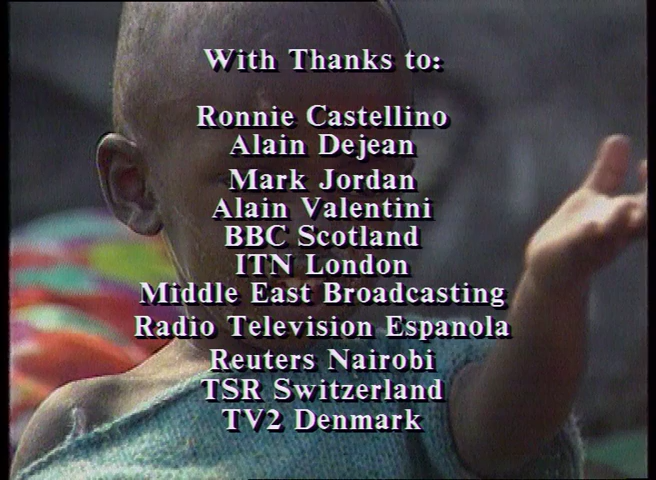 With Thanks to:
Ronnie Castellino
Alain Dejean
Mark Jordan
Alain Valentini
BBC Scotland
ITN London
Middle East Broadcasting
Radio Television Espanola
Reuters Nairobi
TSR Switzerland
TV2 Denmark